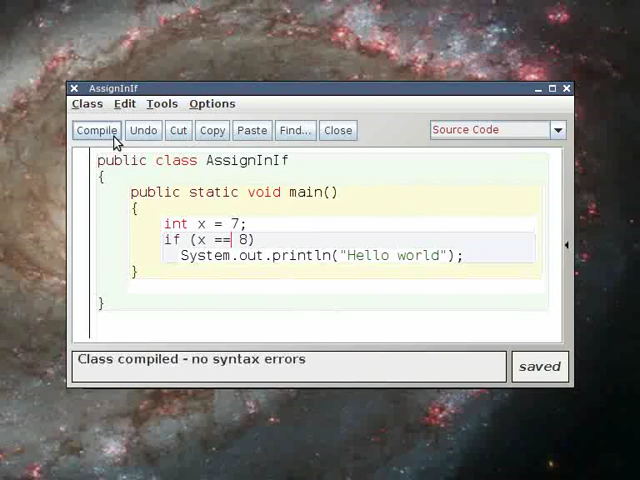 AssignInIf
Class Edit Tools Options
Compile Undo Cut Copy Paste Find... Close Source Code
public class AssignInIf
{
public static void main()
{
int x = 7;
if (x == 8)
System.out.println("Hello world");
}
}
Class compiled - no syntax errors
saved